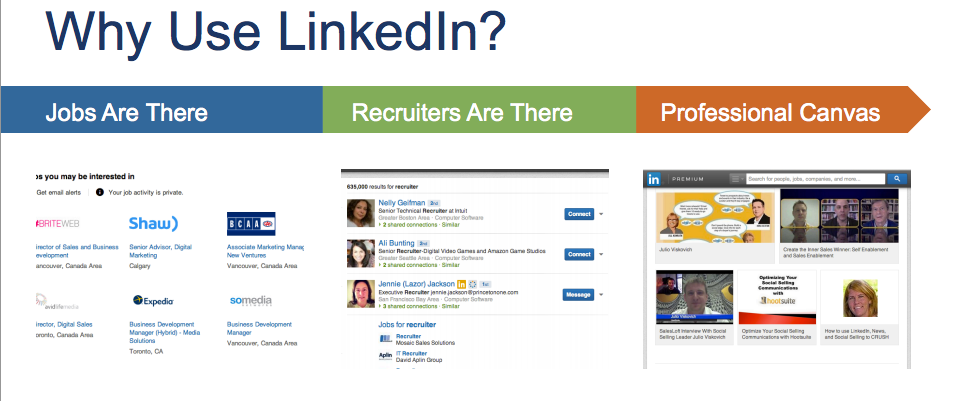 Why Use LinkedIn?
Jobs Are There
Recruiters Are There
Professional Canvas
os you may be interested in
Get email alerts
Your job activity is private.
BRITEWEB
Shaw)
BCAA
irector of Sales and Business
evelopment
ancouver, Canada Area
Senior Advisor, Digital
Marketing
Calgary
Associate Marketing Manag
New Ventures
Vancouver, Canada Area
avidlifemedia
Expedia
somedia
irector, Digital Sales
oronto, Canada Area
Business Development
Manager (Hybrid) - Media
Solutions
Toronto, CA
Business Development
Manager
Vancouver, Canada Area
635,000 results for recruiter
Nelly Geifman 2nd
Senior Technical Recruiter at Intuit
Greater Boston Area · Computer Software
2 shared connections · Similar
Connect
Ali Bunting 2nd
Senior Recruiter-Digital Video Games and Amazon Game Studios
Greater Seattle Area · Computer Software
2 shared connections · Similar
Connect
Jennie (Lazor) Jackson in 1st
Executive Recruiter jennie.jackson@princetonone.com
San Francisco Bay Area · Computer Software
3 shared connections · Similar
Message
Jobs for recruiter
Recruiter
Mosaic Sales Solutions
Aplin
IT Recruiter
David Aplin Group
in
PREMIUM
Search for people, jobs, companies, and more...
Julio Viskovich
Create the Inner Sales Winner: Self Enablement
and Sales Enablement
Julio Viskovich
Optimizing Your
Social Selling
Communications
with
hootsuite
SalesLoft Interview With Social
Selling Leader Julio Viskovich
Optimize Your Social Selling
Communications with Hootsuite
How to use LinkedIn, News,
and Social Selling to CRUSH